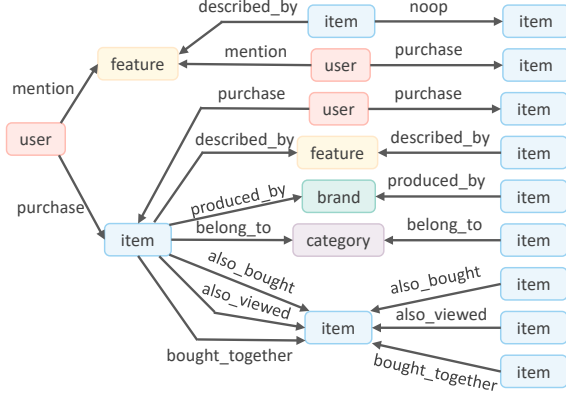 described_by
item
noop
item
mention
feature
mention
user
purchase
item
user
purchase
user
purchase
item
described_by
feature
described_by
item
purchase
produced_by
brand
produced_by
item
item
belong_to
category
belong_to
item
also_bought
also_bought
item
also_viewed
item
also_viewed
item
bought_together
bought_together
item